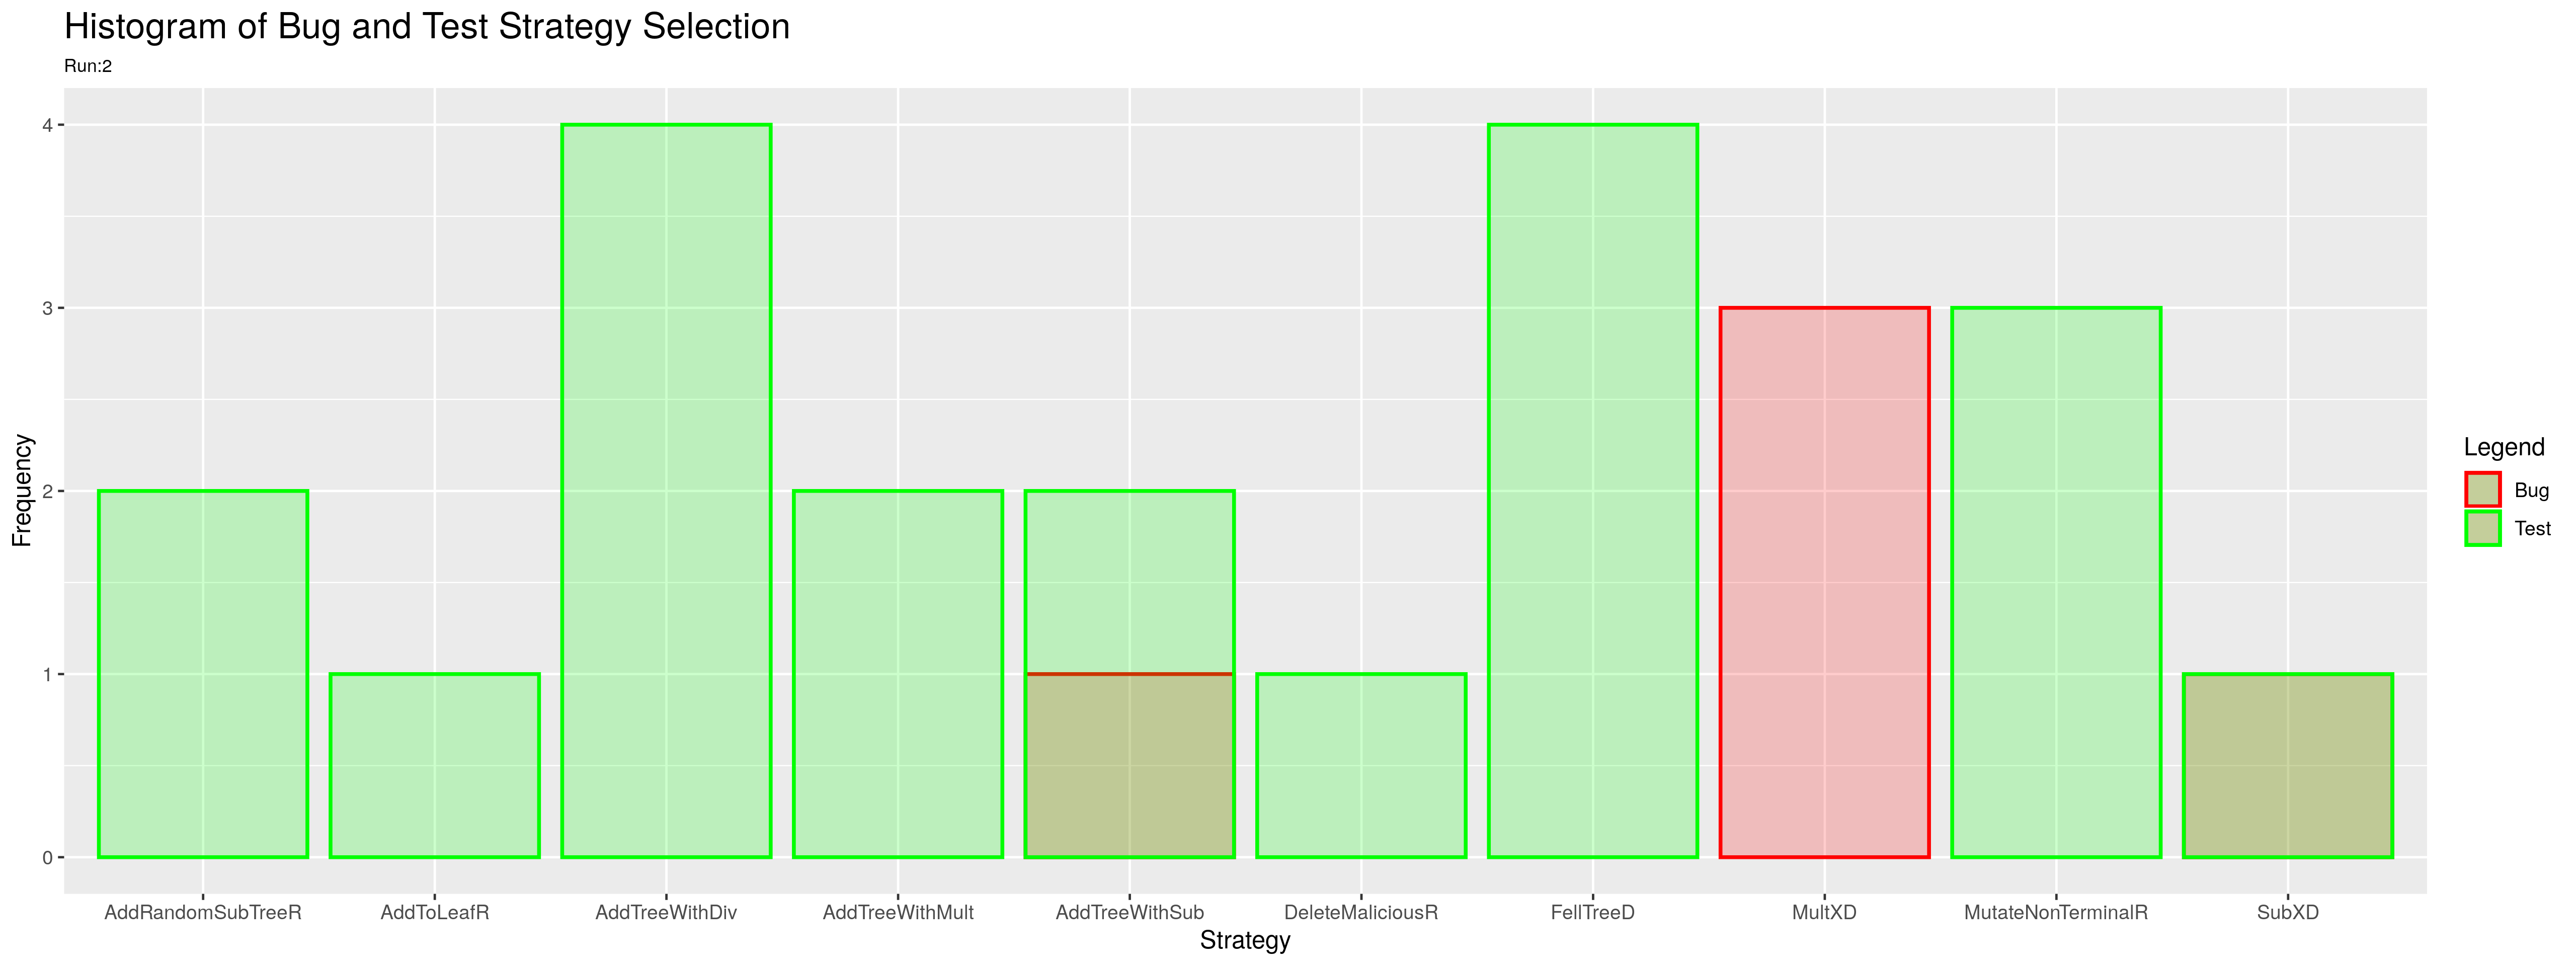 Histogram of Bug and Test Strategy Selection
Run:2
Frequency
4
3
2
1
0
AddRandomSubTreeR AddToLeafR AddTreeWithDiv AddTreeWithMult AddTreeWithSub DeleteMaliciousR FellTreeD MultXD MutateNonTerminalR SubXD
Strategy
Legend
Bug
Test